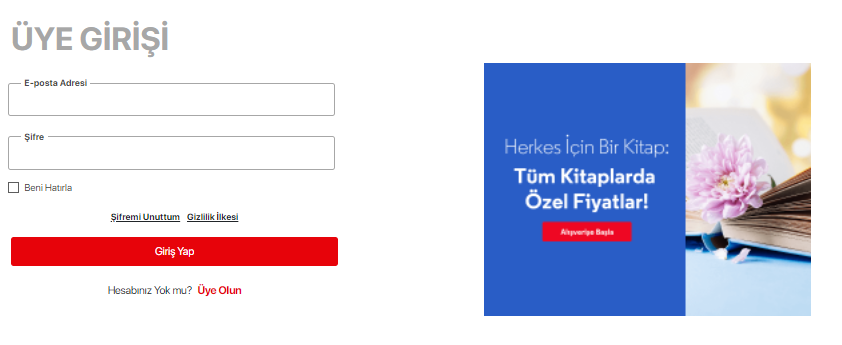 ÜYE GİRİŞİ
E-posta Adresi
Şifre
Beni Hatırla
Şifremi Unuttum Gizlilik İlkesi
Giriş Yap
Hesabınız Yok mu? Üye Olun
Herkes İçin Bir Kitap:
Tüm Kitaplarda
Özel Fiyatlar!
Alışverişe Başla